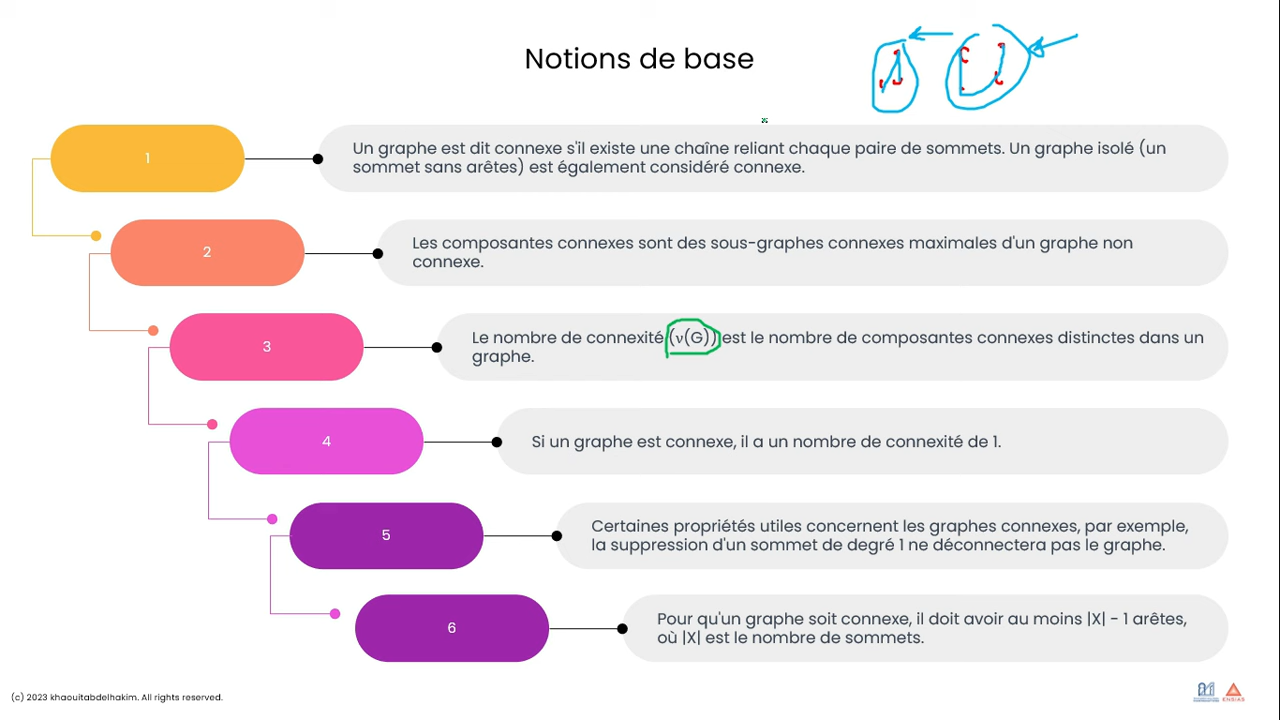 Notions de base
1
Un graphe est dit connexe s'il existe une chaîne reliant chaque paire de sommets. Un graphe isolé (un
sommet sans arêtes) est également considéré connexe.
2
Les composantes connexes sont des sous-graphes connexes maximales d'un graphe non
connexe.
3
Le nombre de connexité (ν(G)) est le nombre de composantes connexes distinctes dans un
graphe.
4
Si un graphe est connexe, il a un nombre de connexité de 1.
5
Certaines propriétés utiles concernent les graphes connexes, par exemple,
la suppression d'un sommet de degré 1 ne déconnectera pas le graphe.
6
Pour qu'un graphe soit connexe, il doit avoir au moins |X| - 1 arêtes,
où |X| est le nombre de sommets.
(c) 2023 khaouitabdelhakim. All rights reserved.
ENSIAS